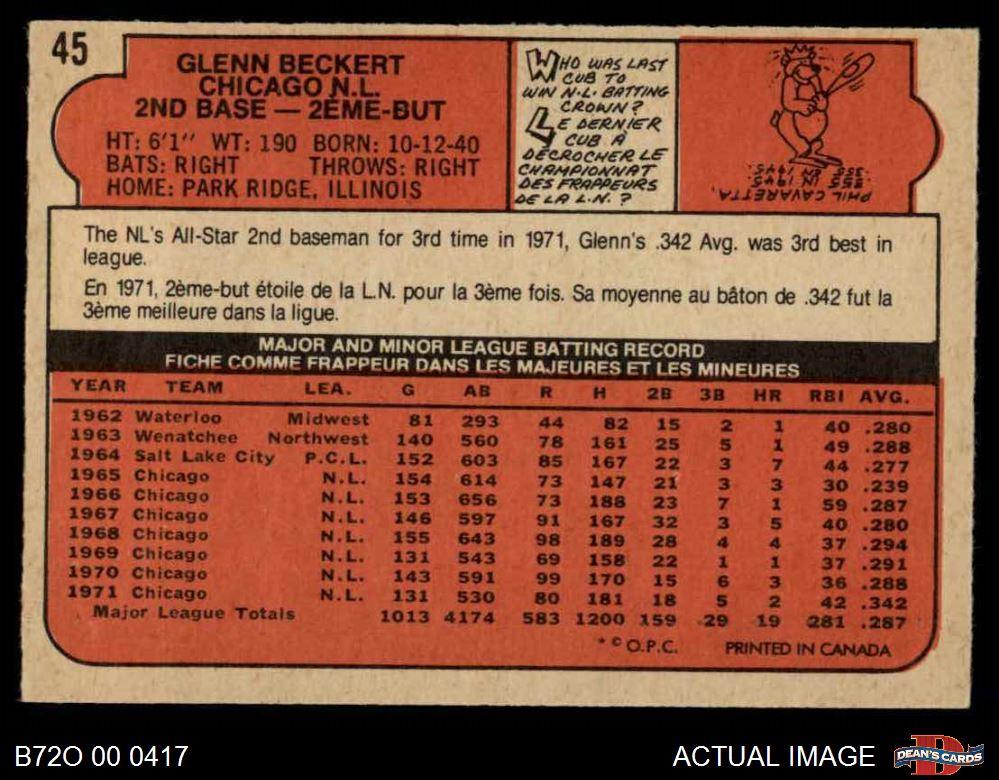 45
GLENN BECKERT
CHICAGO N.L.
2ND BASE — 2ÈME-BUT
HT: 6'1'' WT: 190 BORN: 10-12-40
BATS: RIGHT THROWS: RIGHT
HOME: PARK RIDGE, ILLINOIS
WHO WAS LAST
CUB TO
WIN N.L. BATTING
CROWN?
LE DERNIER
CUB À
DÉCROCHER LE
CHAMPIONNAT
DES FRAPPEURS
DE LA L.N. ?
PHIL CAVARETTA,
.355 IN 1945
.355 EN 1945
The NL's All-Star 2nd baseman for 3rd time in 1971, Glenn's .342 Avg. was 3rd best in
league.
En 1971, 2ème-but étoile de la L.N. pour la 3ème fois. Sa moyenne au bâton de .342 fut la
3ème meilleure dans la ligue.
MAJOR AND MINOR LEAGUE BATTING RECORD
FICHE COMME FRAPPEUR DANS LES MAJEURES ET LES MINEURES
YEAR TEAM LEA. G AB R H 2B 3B HR RBI AVG.
1962 Waterloo Midwest 81 293 44 82 15 2 1 40 .280
1963 Wenatchee Northwest 140 560 78 161 25 5 1 49 .288
1964 Salt Lake City P.C.L. 152 603 85 167 22 3 7 44 .277
1965 Chicago N.L. 154 614 73 147 21 3 3 30 .239
1966 Chicago N.L. 153 656 73 188 23 7 1 59 .287
1967 Chicago N.L. 146 597 91 167 32 3 5 40 .280
1968 Chicago N.L. 155 643 98 189 28 4 4 37 .294
1969 Chicago N.L. 131 543 69 158 22 1 1 37 .291
1970 Chicago N.L. 143 591 99 170 15 6 3 36 .288
1971 Chicago N.L. 131 530 80 181 18 5 2 42 .342
Major League Totals 1013 4174 583 1200 159 29 19 281 .287
* © O.P.C. PRINTED IN CANADA
B72O 00 0417
ACTUAL IMAGE
DEAN'S CARDS